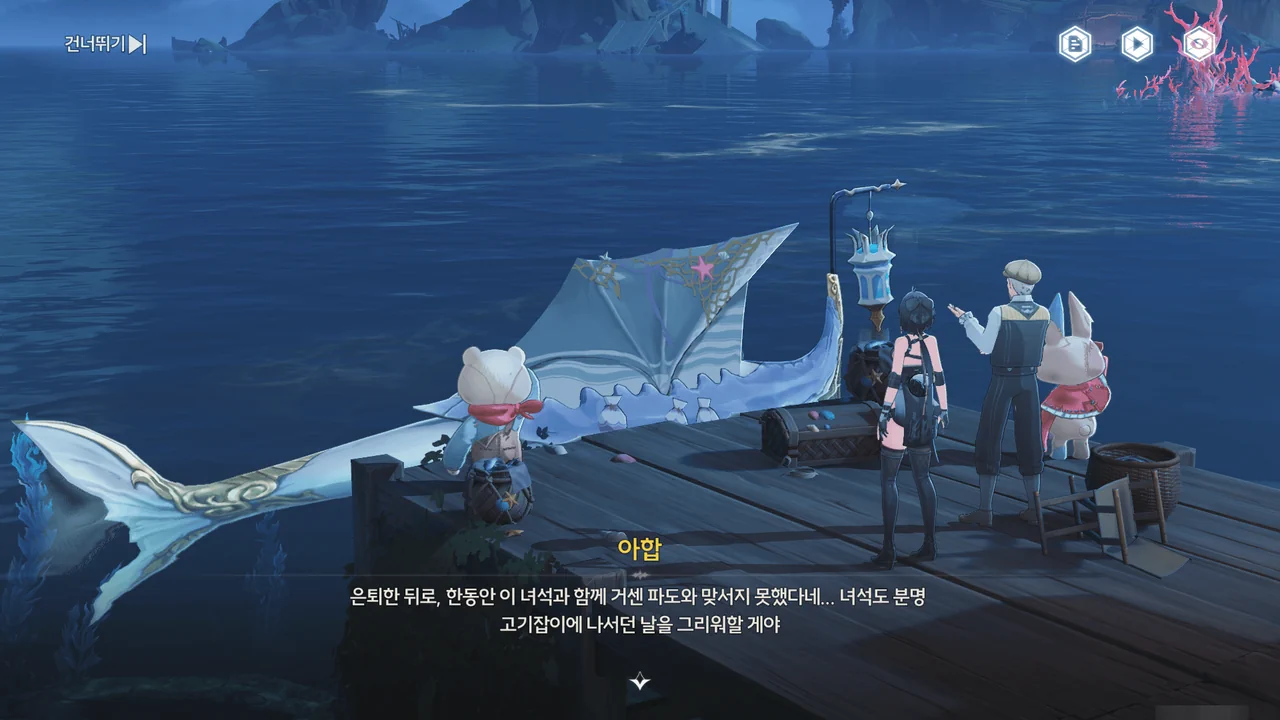 건너뛰기
아합
은퇴한 뒤로, 한동안 이 녀석과 함께 거센 파도와 맞서지 못했다네... 녀석도 분명
고기잡이에 나서던 날을 그리워할 게야